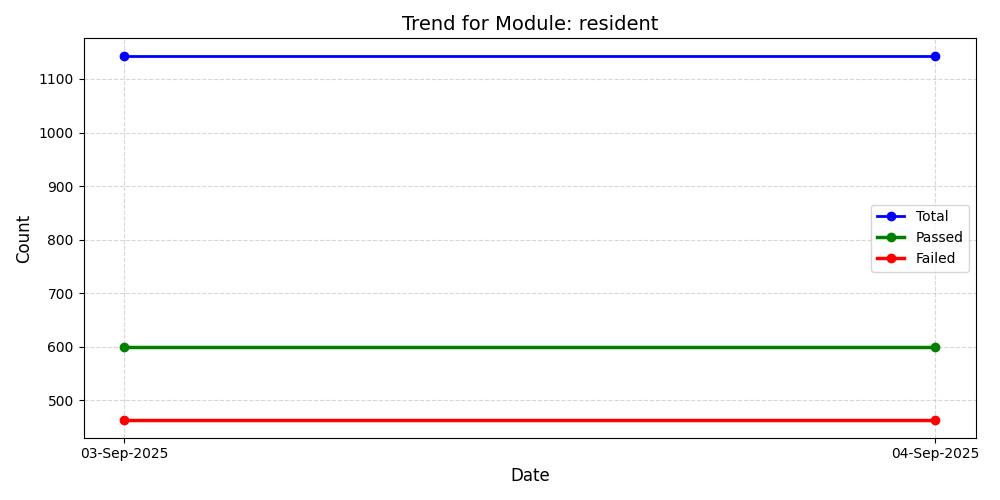 Trend for Module: resident
1100
1000
900
800
700
600
500
Count
Total
Passed
Failed
03-Sep-2025
04-Sep-2025
Date